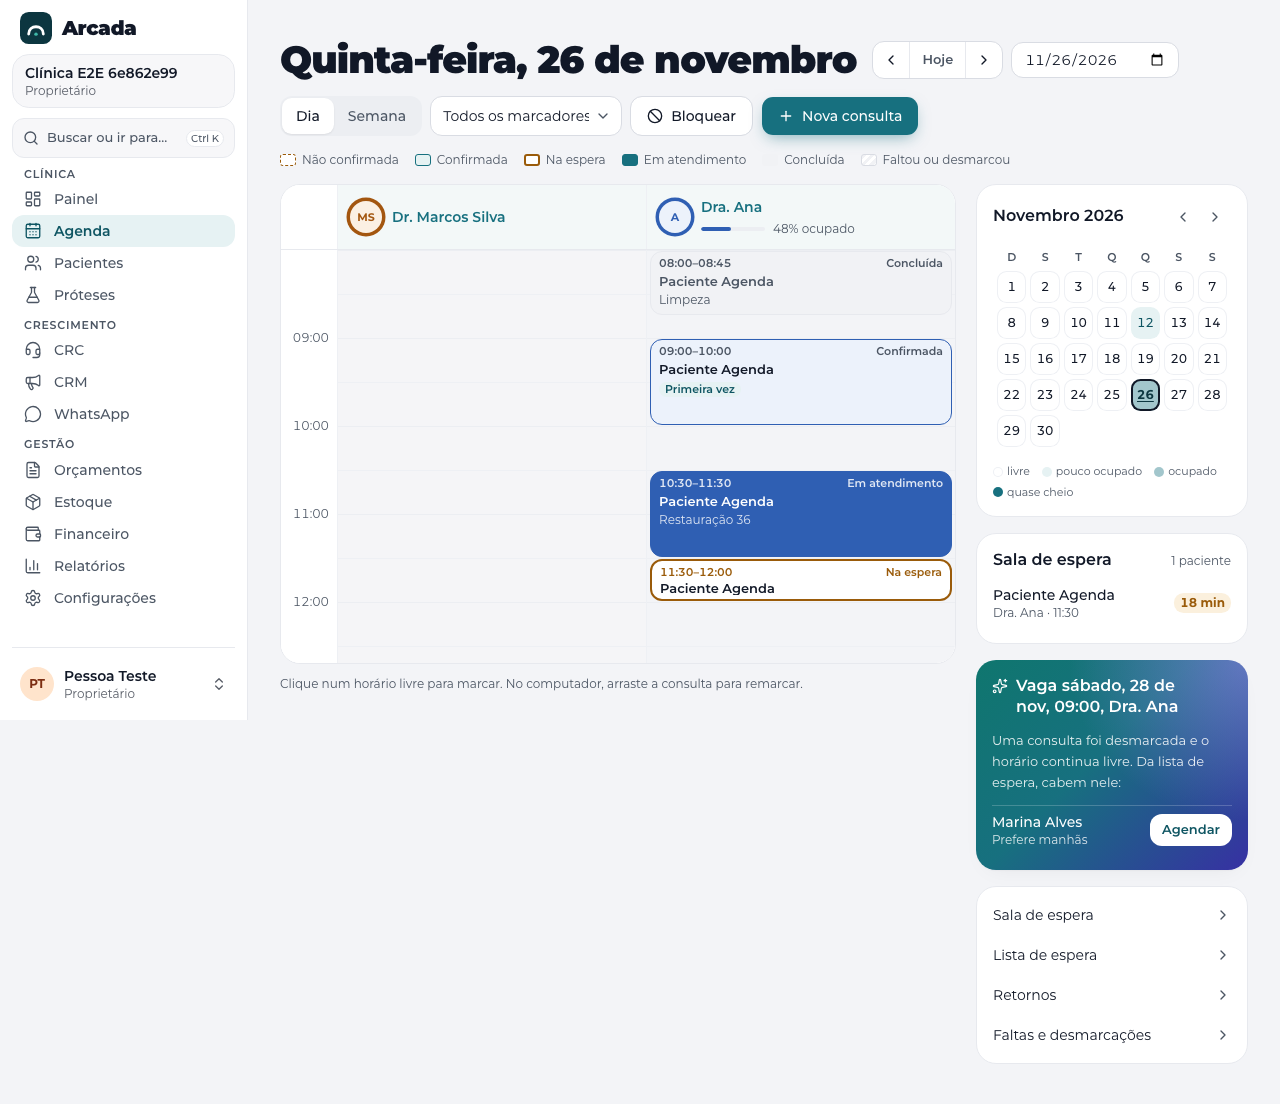 Arcada
Clínica E2E 6e862e99
Proprietário
Buscar ou ir para... Ctrl K
CLÍNICA
Painel
Agenda
Pacientes
Próteses
CRESCIMENTO
CRC
CRM
WhatsApp
GESTÃO
Orçamentos
Estoque
Financeiro
Relatórios
Configurações
PT
Pessoa Teste
Proprietário
Quinta-feira, 26 de novembro
Hoje
11/26/2026
Dia Semana
Todos os marcadores
Bloquear
Nova consulta
Não confirmada Confirmada Na espera Em atendimento Concluída Faltou ou desmarcou
MS Dr. Marcos Silva
A Dra. Ana
48% ocupado
09:00
10:00
11:00
12:00
08:00–08:45 Concluída
Paciente Agenda
Limpeza
09:00–10:00 Confirmada
Paciente Agenda
Primeira vez
10:30–11:30 Em atendimento
Paciente Agenda
Restauração 36
11:30–12:00 Na espera
Paciente Agenda
Clique num horário livre para marcar. No computador, arraste a consulta para remarcar.
Novembro 2026
D S T Q Q S S
1 2 3 4 5 6 7
8 9 10 11 12 13 14
15 16 17 18 19 20 21
22 23 24 25 26 27 28
29 30
livre pouco ocupado ocupado
quase cheio
Sala de espera 1 paciente
Paciente Agenda
Dra. Ana · 11:30
18 min
Vaga sábado, 28 de
nov, 09:00, Dra. Ana
Uma consulta foi desmarcada e o
horário continua livre. Da lista de
espera, cabem nele:
Marina Alves
Prefere manhãs
Agendar
Sala de espera
Lista de espera
Retornos
Faltas e desmarcações